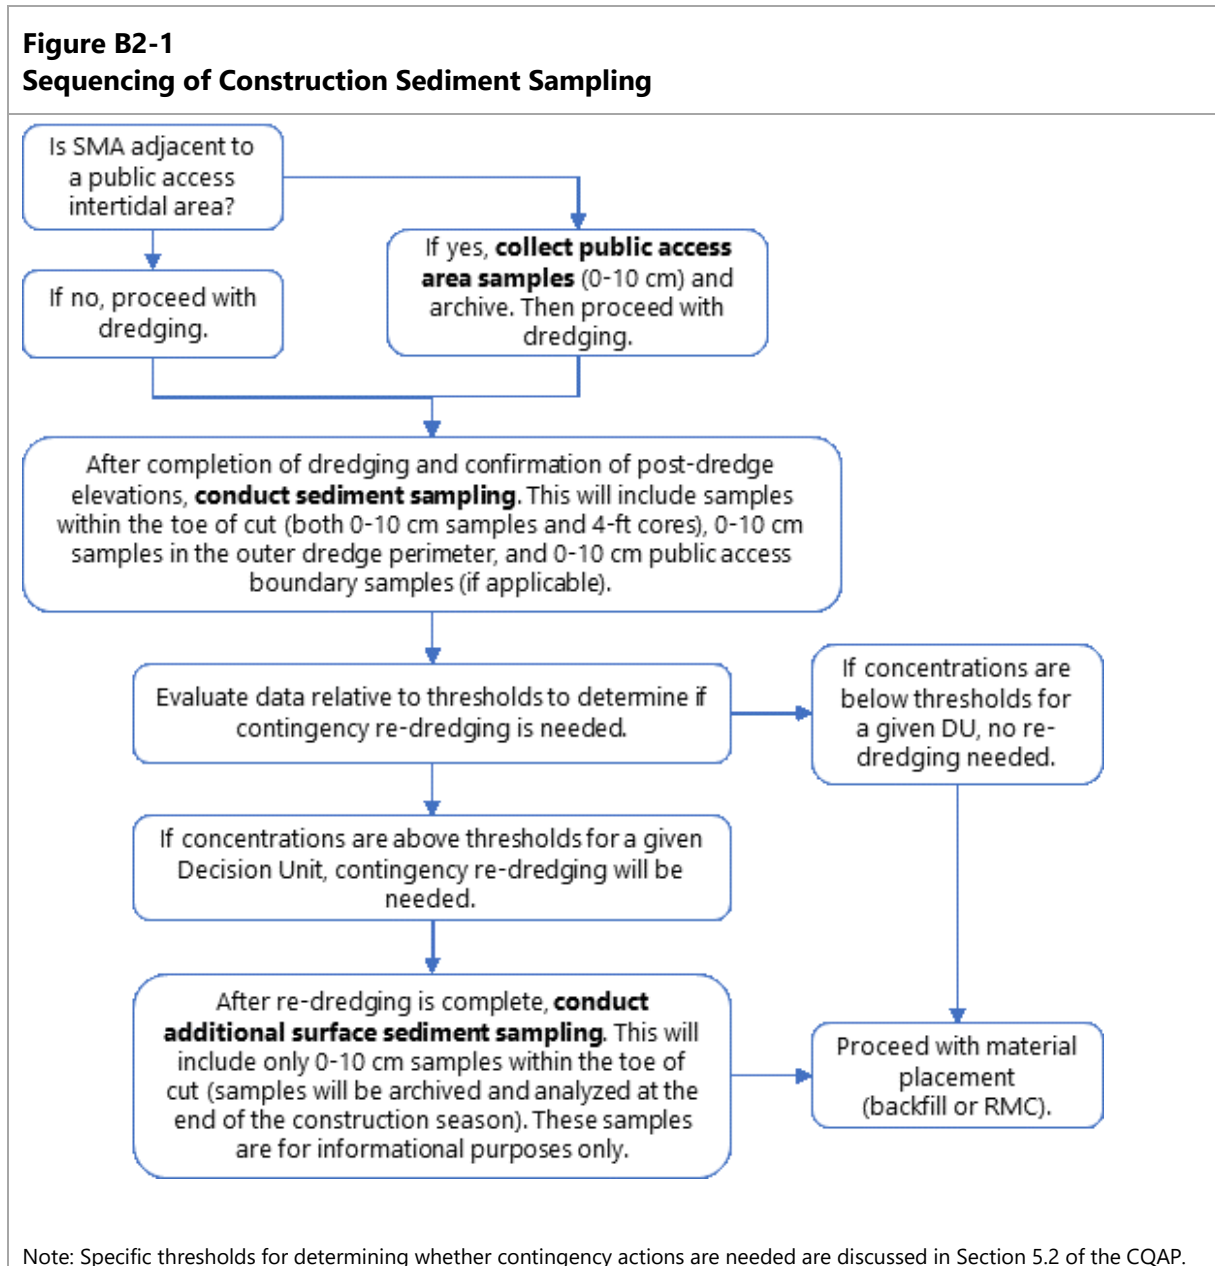 Figure B2-1
Sequencing of Construction Sediment Sampling
Is SMA adjacent to
a public access
intertidal area?
If yes, collect public access
area samples (0-10 cm) and
archive. Then proceed with
dredging.
If no, proceed with
dredging.
After completion of dredging and confirmation of post-dredge
elevations, conduct sediment sampling. This will include samples
within the toe of cut (both 0-10 cm samples and 4-ft cores), 0-10 cm
samples in the outer dredge perimeter, and 0-10 cm public access
boundary samples (if applicable).
Evaluate data relative to thresholds to determine if
contingency re-dredging is needed.
If concentrations are
below thresholds for
a given DU, no re-
dredging needed.
If concentrations are above thresholds for a given
Decision Unit, contingency re-dredging will be
needed.
After re-dredging is complete, conduct
additional surface sediment sampling. This will
include only 0-10 cm samples within the toe of
cut (samples will be archived and analyzed at the
end of the construction season). These samples
are for informational purposes only.
Proceed with material
placement
(backfill or RMC).
Note: Specific thresholds for determining whether contingency actions are needed are discussed in Section 5.2 of the CQAP.